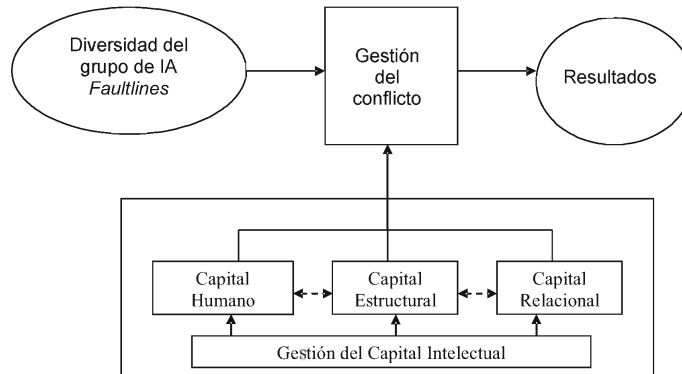 Diversidad del
grupo de IA
Faultlines
Gestión
del
conflicto
Resultados
Capital
Humano
Capital
Estructural
Capital
Relacional
Gestión del Capital Intelectual